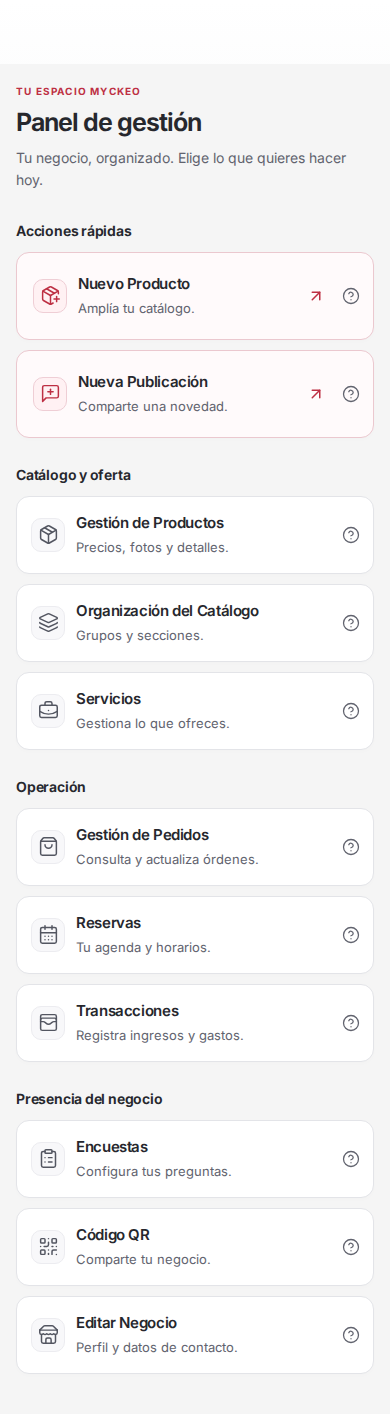 TU ESPACIO MYCKEO
Panel de gestión
Tu negocio, organizado. Elige lo que quieres hacer
hoy.
Acciones rápidas
Nuevo Producto
Amplía tu catálogo.
Nueva Publicación
Comparte una novedad.
Catálogo y oferta
Gestión de Productos
Precios, fotos y detalles.
Organización del Catálogo
Grupos y secciones.
Servicios
Gestiona lo que ofreces.
Operación
Gestión de Pedidos
Consulta y actualiza órdenes.
Reservas
Tu agenda y horarios.
Transacciones
Registra ingresos y gastos.
Presencia del negocio
Encuestas
Configura tus preguntas.
Código QR
Comparte tu negocio.
Editar Negocio
Perfil y datos de contacto.